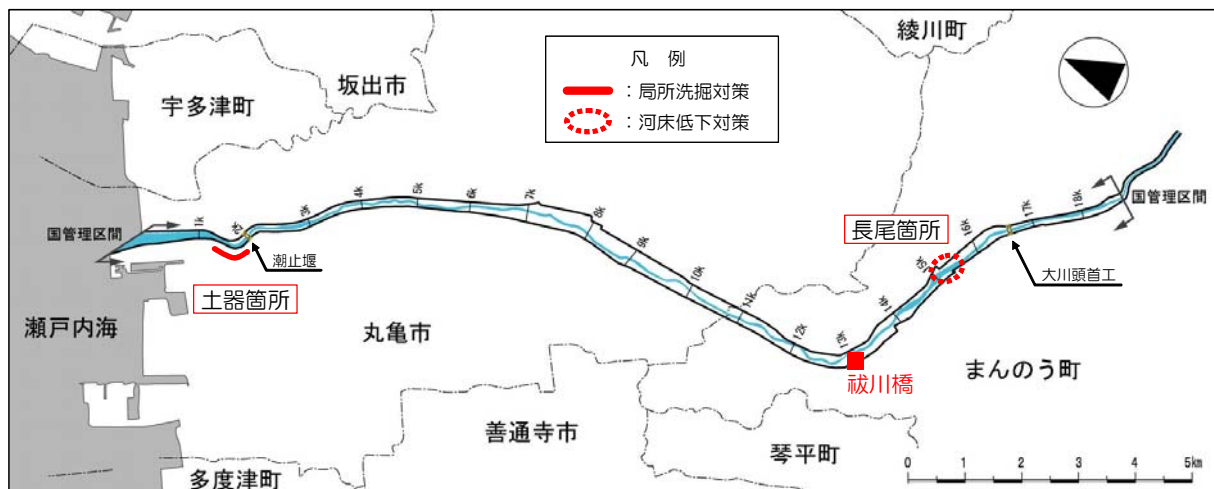 綾川町
坂出市
宇多津町
凡 例
:局所洗掘対策
:河床低下対策
国管理区間
1k
2k
3k
4k
5k
6k
7k
8k
9k
10k
11k
12k
13k
14k
15k
16k
17k
18k
国管理区間
潮止堰
土器箇所
長尾箇所
大川頭首工
瀬戸内海
丸亀市
祓川橋
まんのう町
善通寺市
琴平町
多度津町
0 1 2 3 4 5km